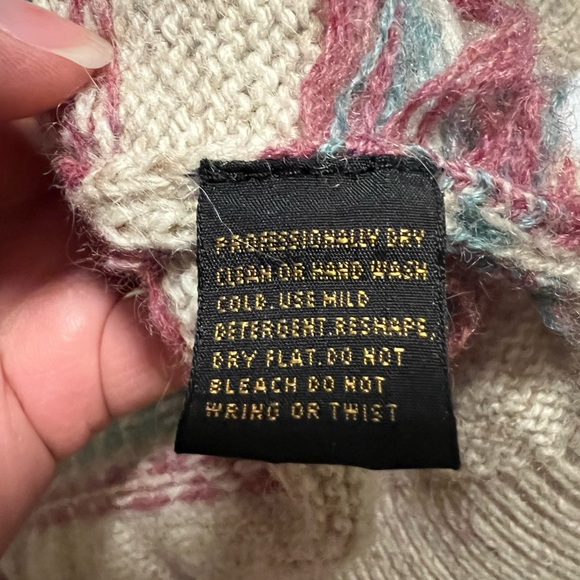 PROFESSIONALLY DRY
CLEAN OR HAND WASH
COLD. USE MILD
DETERGENT. RESHAPE,
DRY FLAT. DO NOT
BLEACH DO NOT
WRING OR TWIST